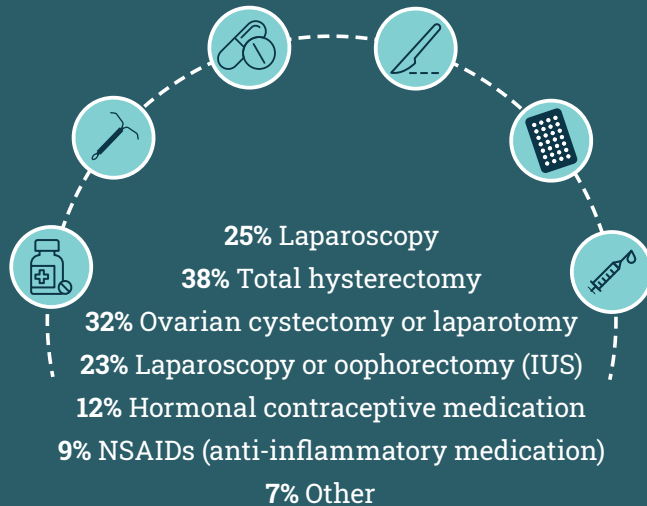 25% Laparoscopy
38% Total hysterectomy
32% Ovarian cystectomy or laparotomy
23% Laparoscopy or oophorectomy (IUS)
12% Hormonal contraceptive medication
9% NSAIDs (anti-inflammatory medication)
7% Other